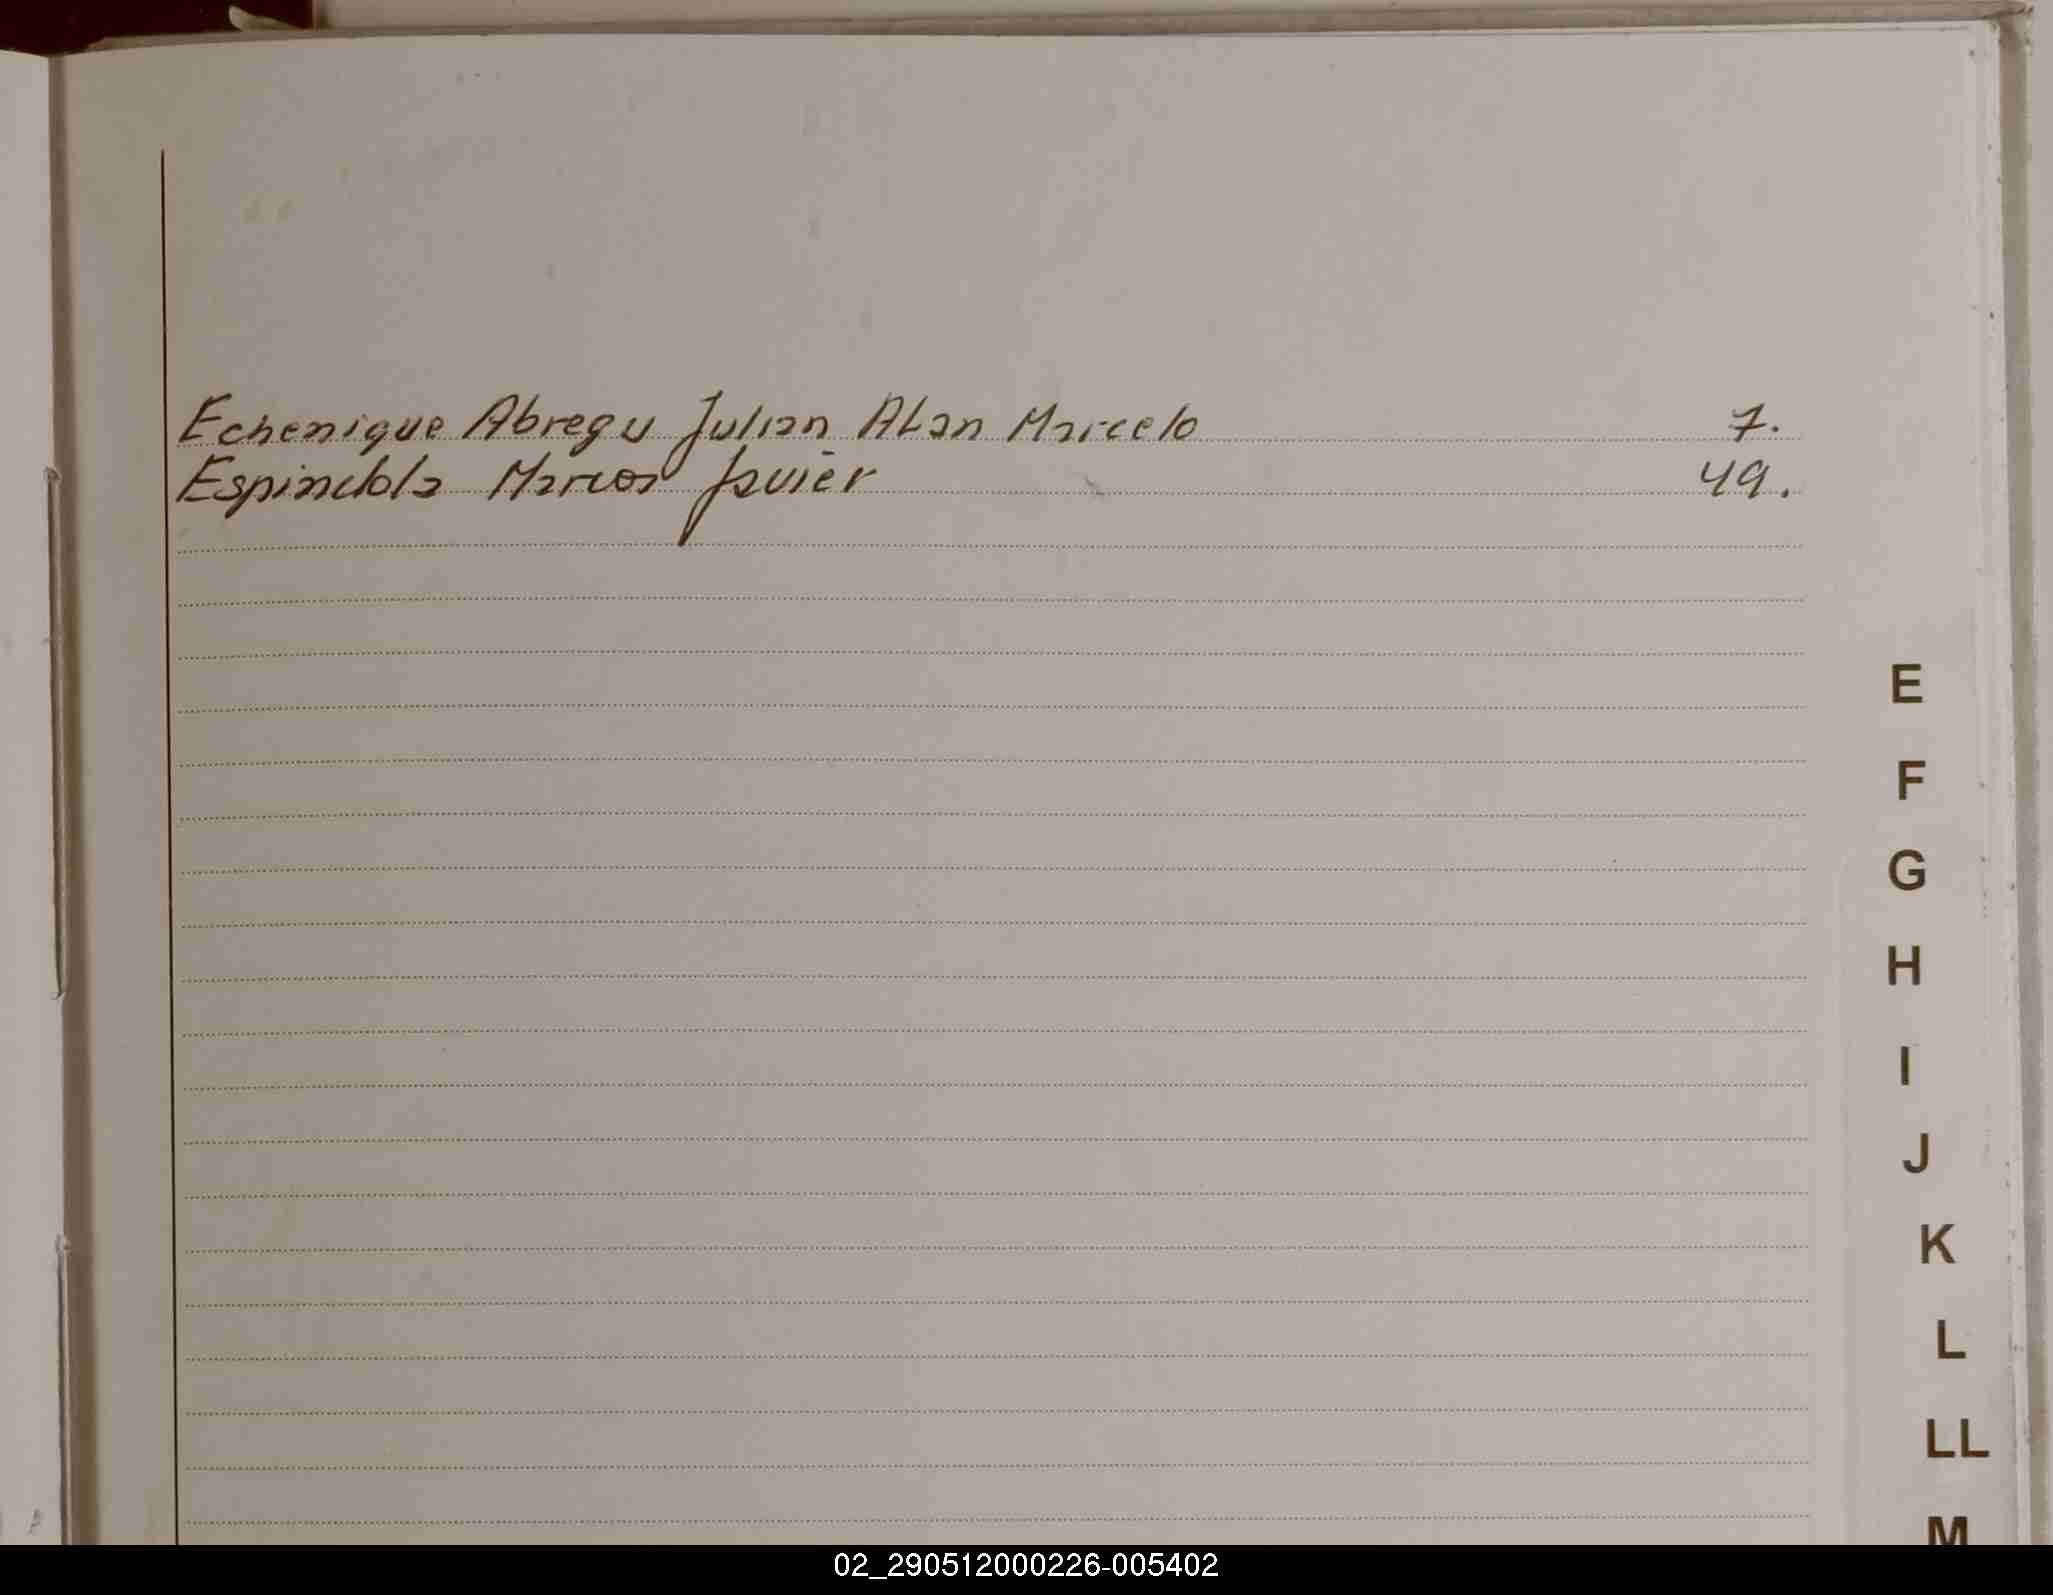 Echenique Abregu Julian Alan Marcelo 7.
Espindola Marcos Javier 49.
E
F
G
H
I
J
K
L
LL
M
02_290512000226-005402